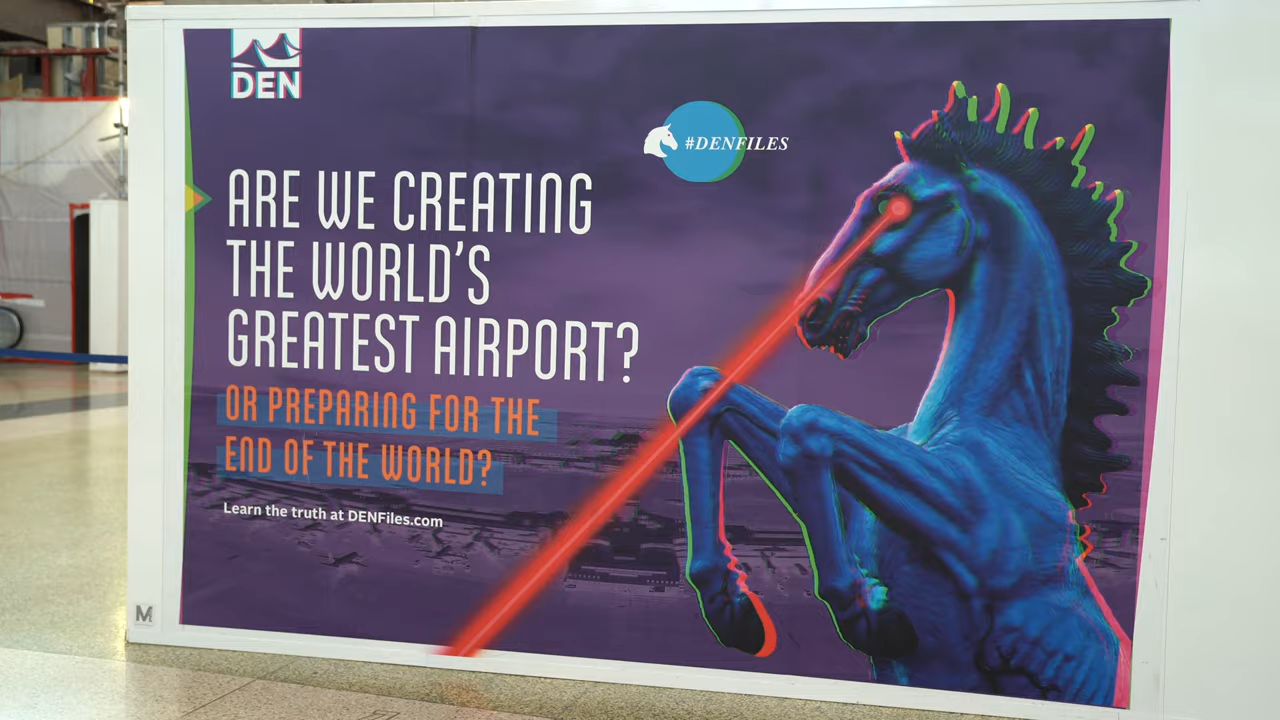 DEN
#DENFILES
ARE WE CREATING
THE WORLD'S
GREATEST AIRPORT?
OR PREPARING FOR THE
END OF THE WORLD?
Learn the truth at DENFiles.com
M